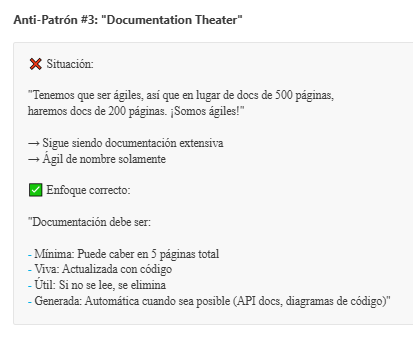 Anti-Patrón #3: "Documentation Theater"
❌ Situación:
"Tenemos que ser ágiles, así que en lugar de docs de 500 páginas,
haremos docs de 200 páginas. ¡Somos ágiles!"
→ Sigue siendo documentación extensiva
→ Ágil de nombre solamente
✅ Enfoque correcto:
"Documentación debe ser:
- Mínima: Puede caber en 5 páginas total
- Viva: Actualizada con código
- Útil: Si no se lee, se elimina
- Generada: Automática cuando sea posible (API docs, diagramas de código)"